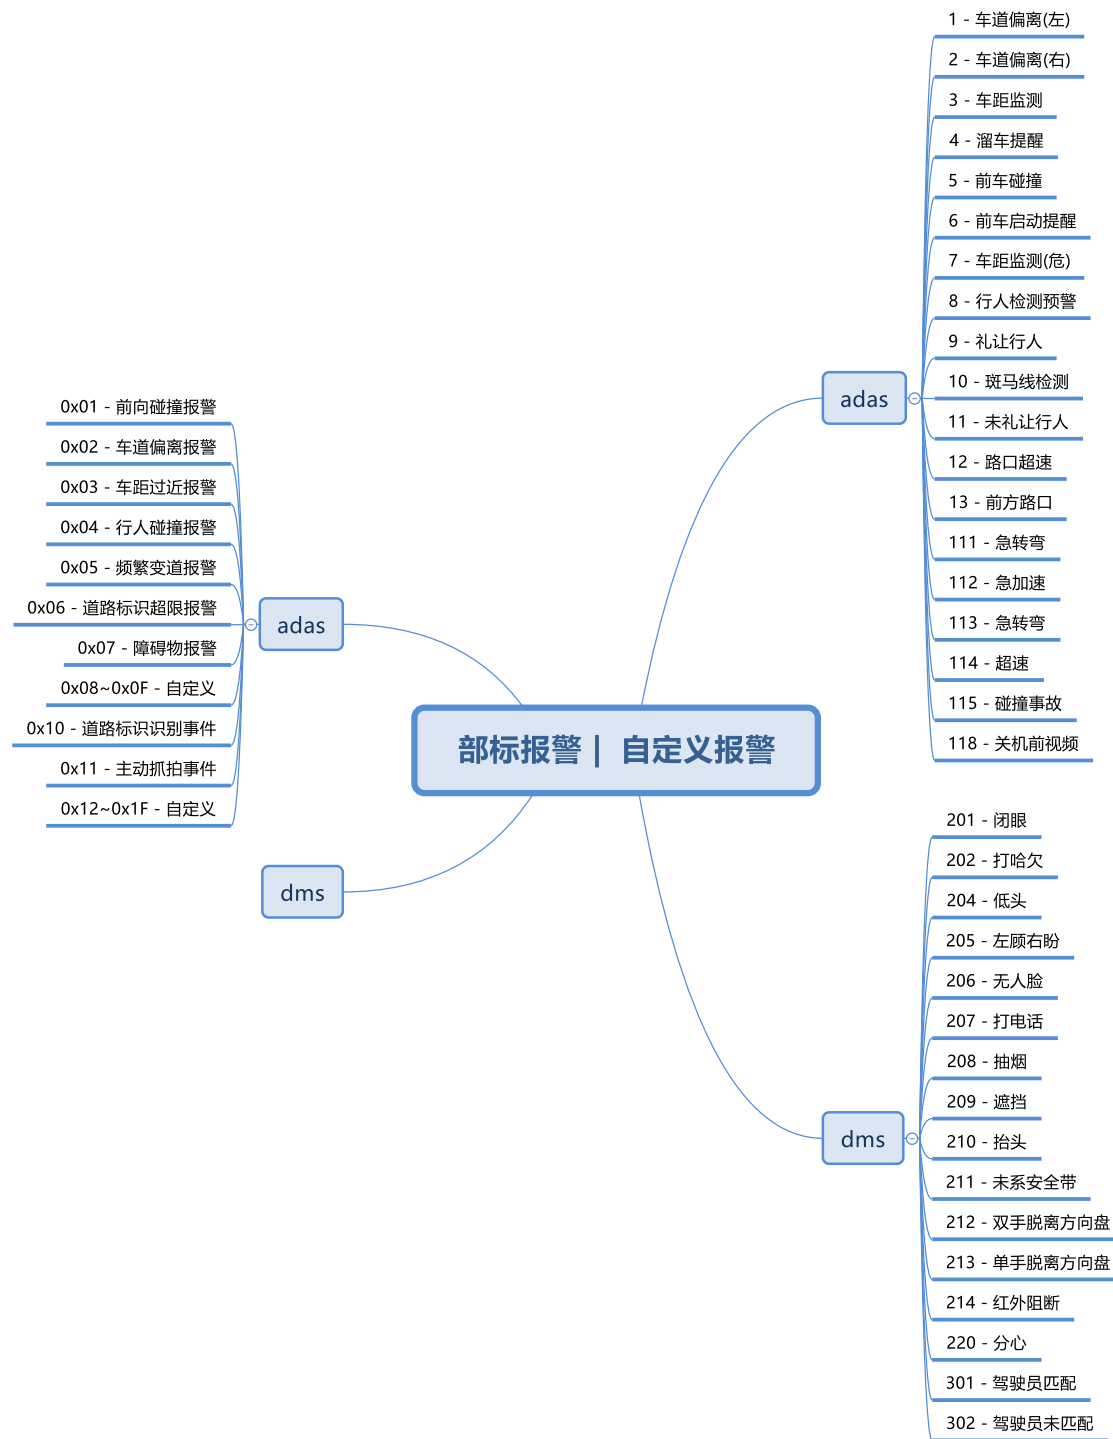 部标报警 | 自定义报警
adas
0x01 - 前向碰撞报警
0x02 - 车道偏离报警
0x03 - 车距过近报警
0x04 - 行人碰撞报警
0x05 - 频繁变道报警
0x06 - 道路标识超限报警
0x07 - 障碍物报警
0x08~0x0F - 自定义
0x10 - 道路标识识别事件
0x11 - 主动抓拍事件
0x12~0x1F - 自定义
dms
adas
1 - 车道偏离(左)
2 - 车道偏离(右)
3 - 车距监测
4 - 溜车提醒
5 - 前车碰撞
6 - 前车启动提醒
7 - 车距监测(危)
8 - 行人检测预警
9 - 礼让行人
10 - 斑马线检测
11 - 未礼让行人
12 - 路口超速
13 - 前方路口
111 - 急转弯
112 - 急加速
113 - 急转弯
114 - 超速
115 - 碰撞事故
118 - 关机前视频
dms
201 - 闭眼
202 - 打哈欠
204 - 低头
205 - 左顾右盼
206 - 无人脸
207 - 打电话
208 - 抽烟
209 - 遮挡
210 - 抬头
211 - 未系安全带
212 - 双手脱离方向盘
213 - 单手脱离方向盘
214 - 红外阻断
220 - 分心
301 - 驾驶员匹配
302 - 驾驶员未匹配